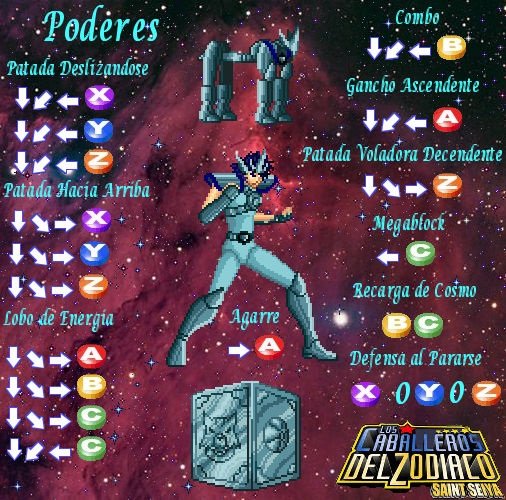 Poderes
Patada Deslizandose
X
Y
Z
Patada Hacia Arriba
X
Y
Z
Lobo de Energia
A
B
C
C
Agarre
A
Combo
B
Gancho Ascendente
A
Patada Voladora Decendente
Z
Megablock
C
Recarga de Cosmo
B C
Defensa al Pararse
X O Y O Z
LOS
CABALLEROS
DEL ZODIACO
SAINT SEIYA